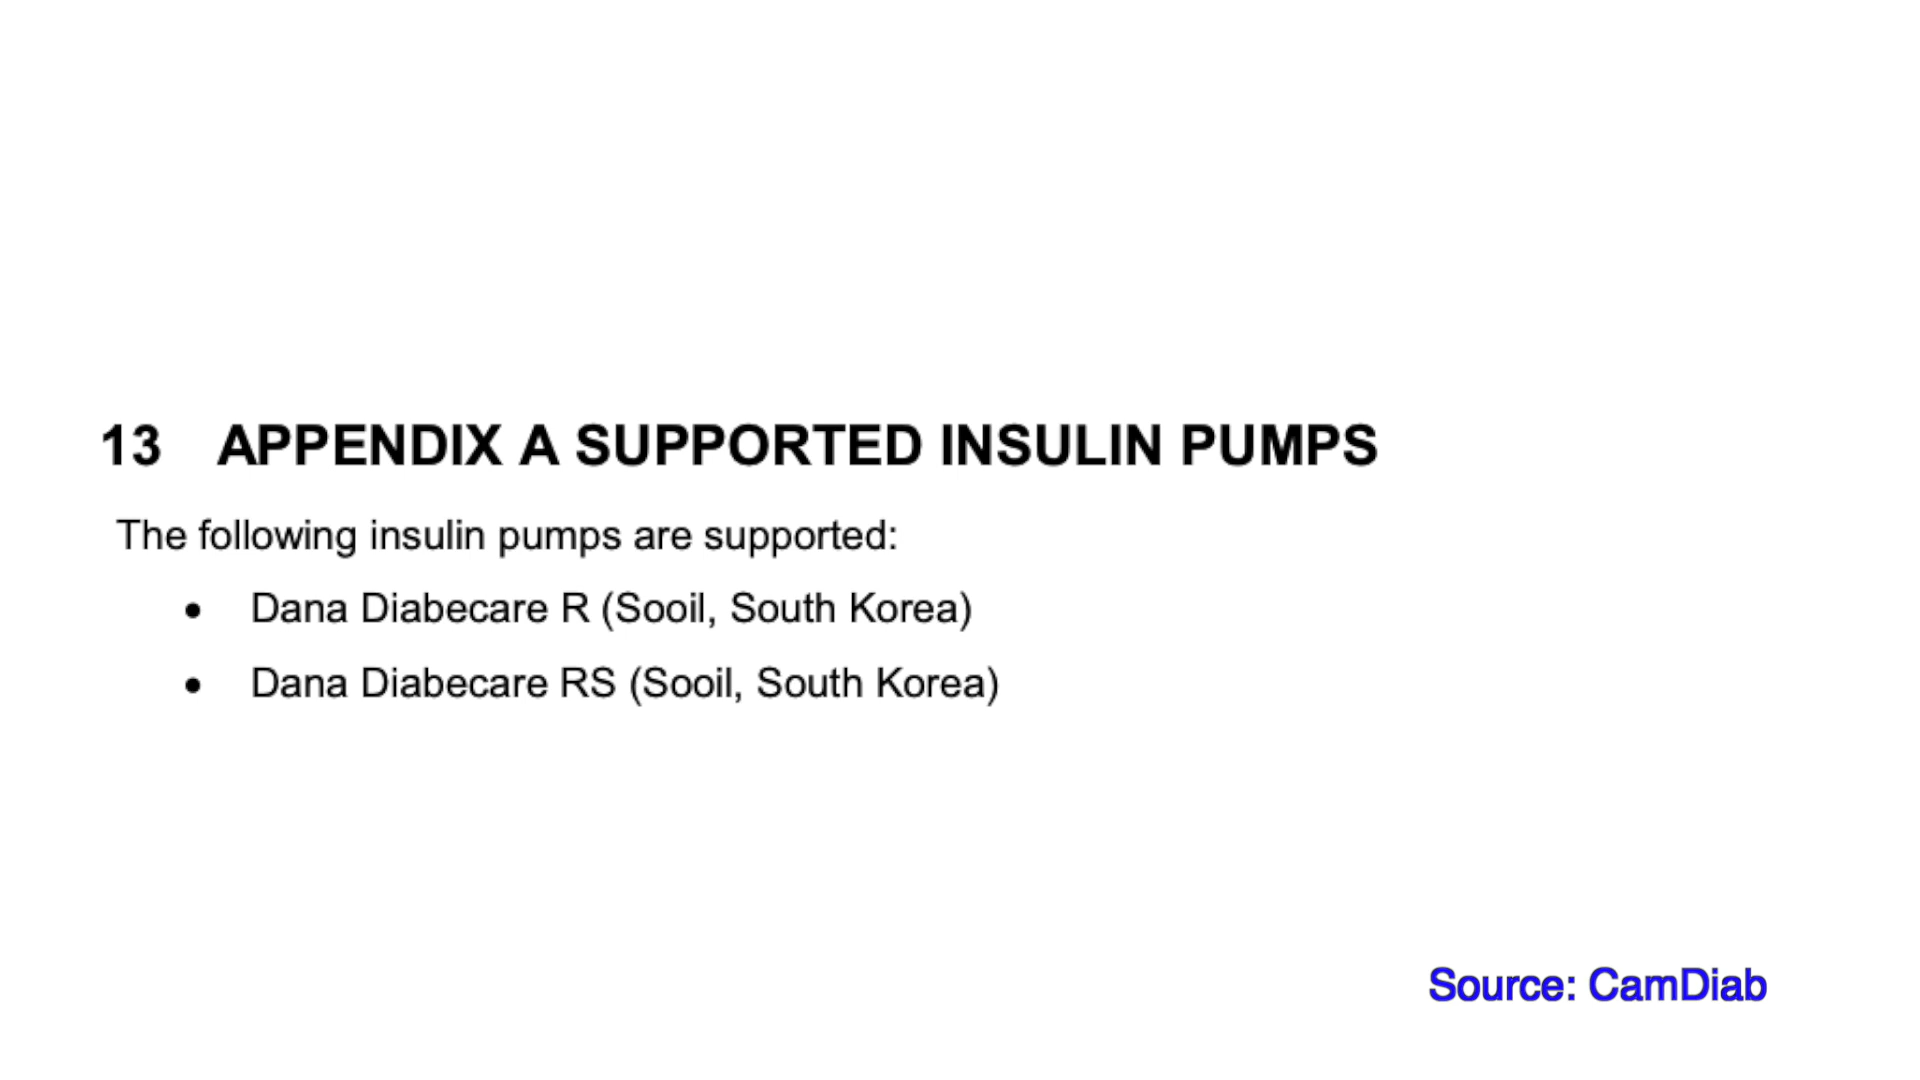 13 APPENDIX A SUPPORTED INSULIN PUMPS
The following insulin pumps are supported:
• Dana Diabecare R (Sooil, South Korea)
• Dana Diabecare RS (Sooil, South Korea)
Source: CamDiab